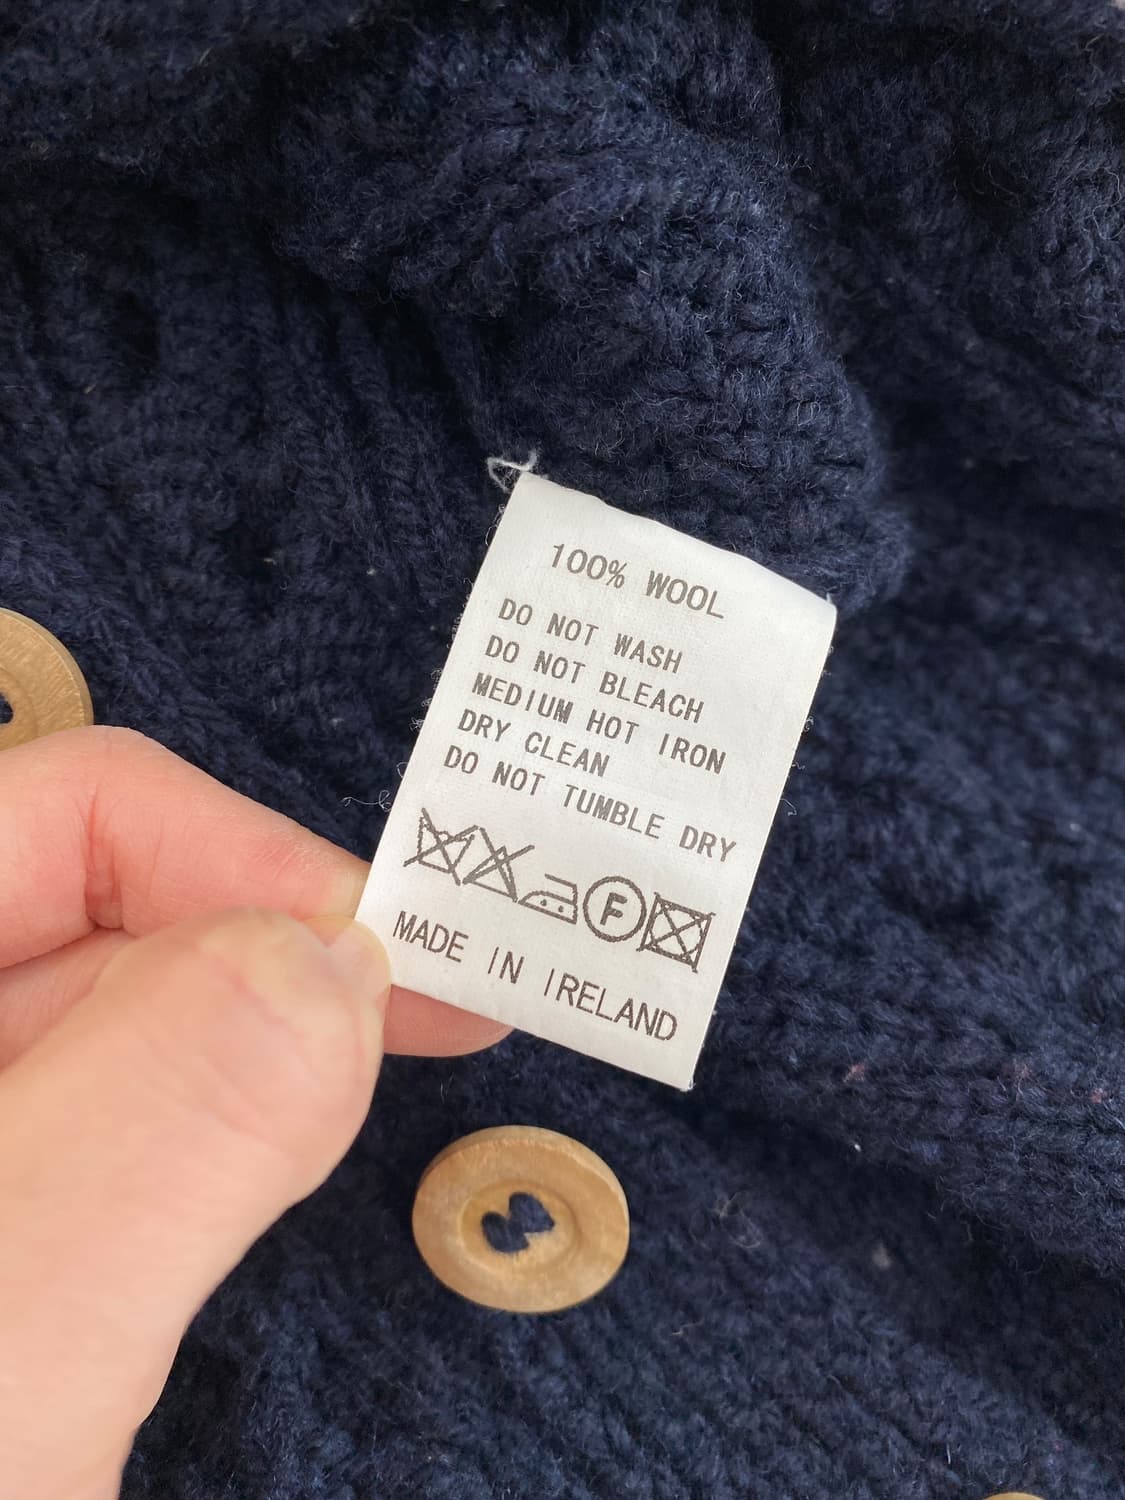 100% WOOL
DO NOT WASH
DO NOT BLEACH
MEDIUM HOT IRON
DRY CLEAN
DO NOT TUMBLE DRY
F
MADE IN IRELAND